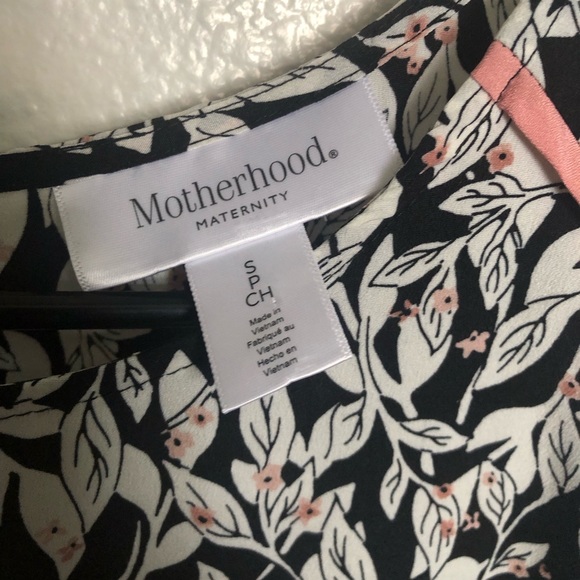 Motherhood®
MATERNITY
S
P
CH
Made in
Vietnam
Fabriqué au
Vietnam
Hecho en
Vietnam